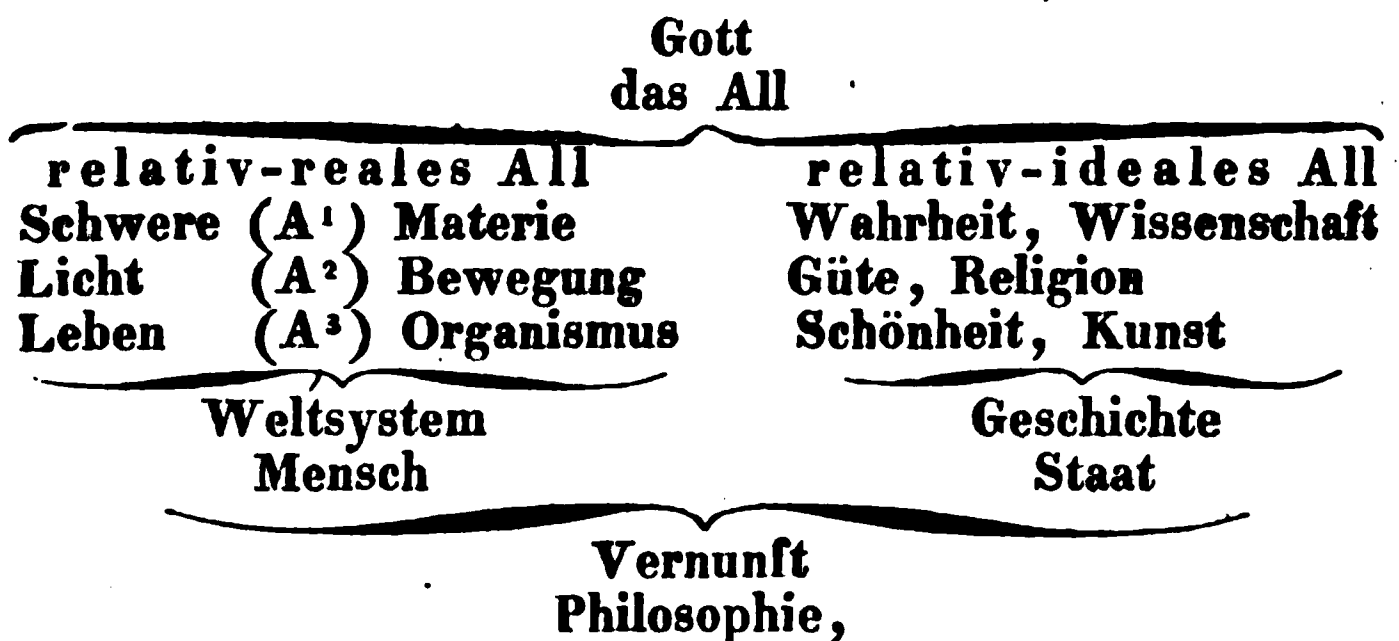 Gott
das All
relativ-reales All relativ-ideales All
Schwere (A¹) Materie Wahrheit, Wissenschaft
Licht (A²) Bewegung Güte, Religion
Leben (A³) Organismus Schönheit, Kunst
Weltsystem Geschichte
Mensch Staat
Vernunft
Philosophie,